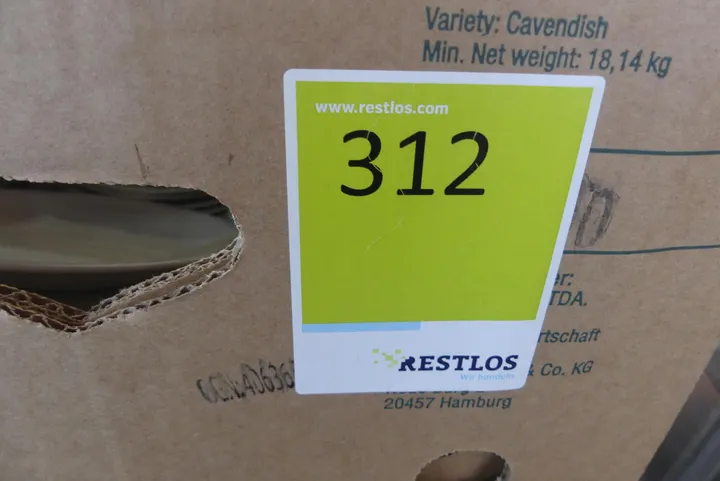 Variety: Cavendish
Min. Net weight: 18,14 kg
www.restlos.com
312
er:
TDA.
rtschaft
& Co. KG
20457 Hamburg
RESTLOS
Wir handeln.